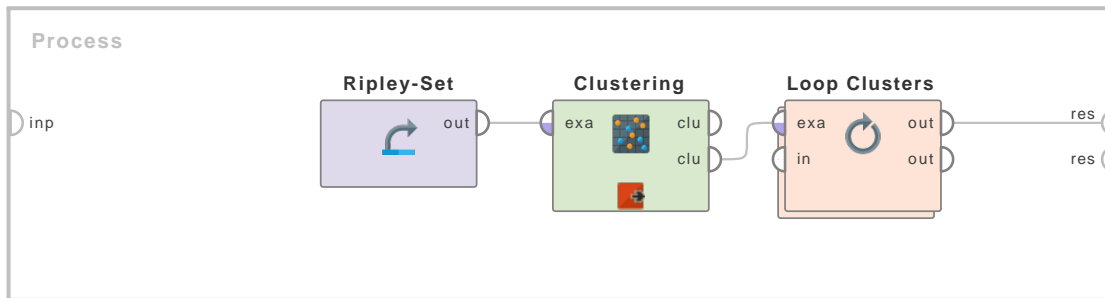 Process
Ripley-Set Clustering Loop Clusters
inp out exa clu exa out res
clu in out res